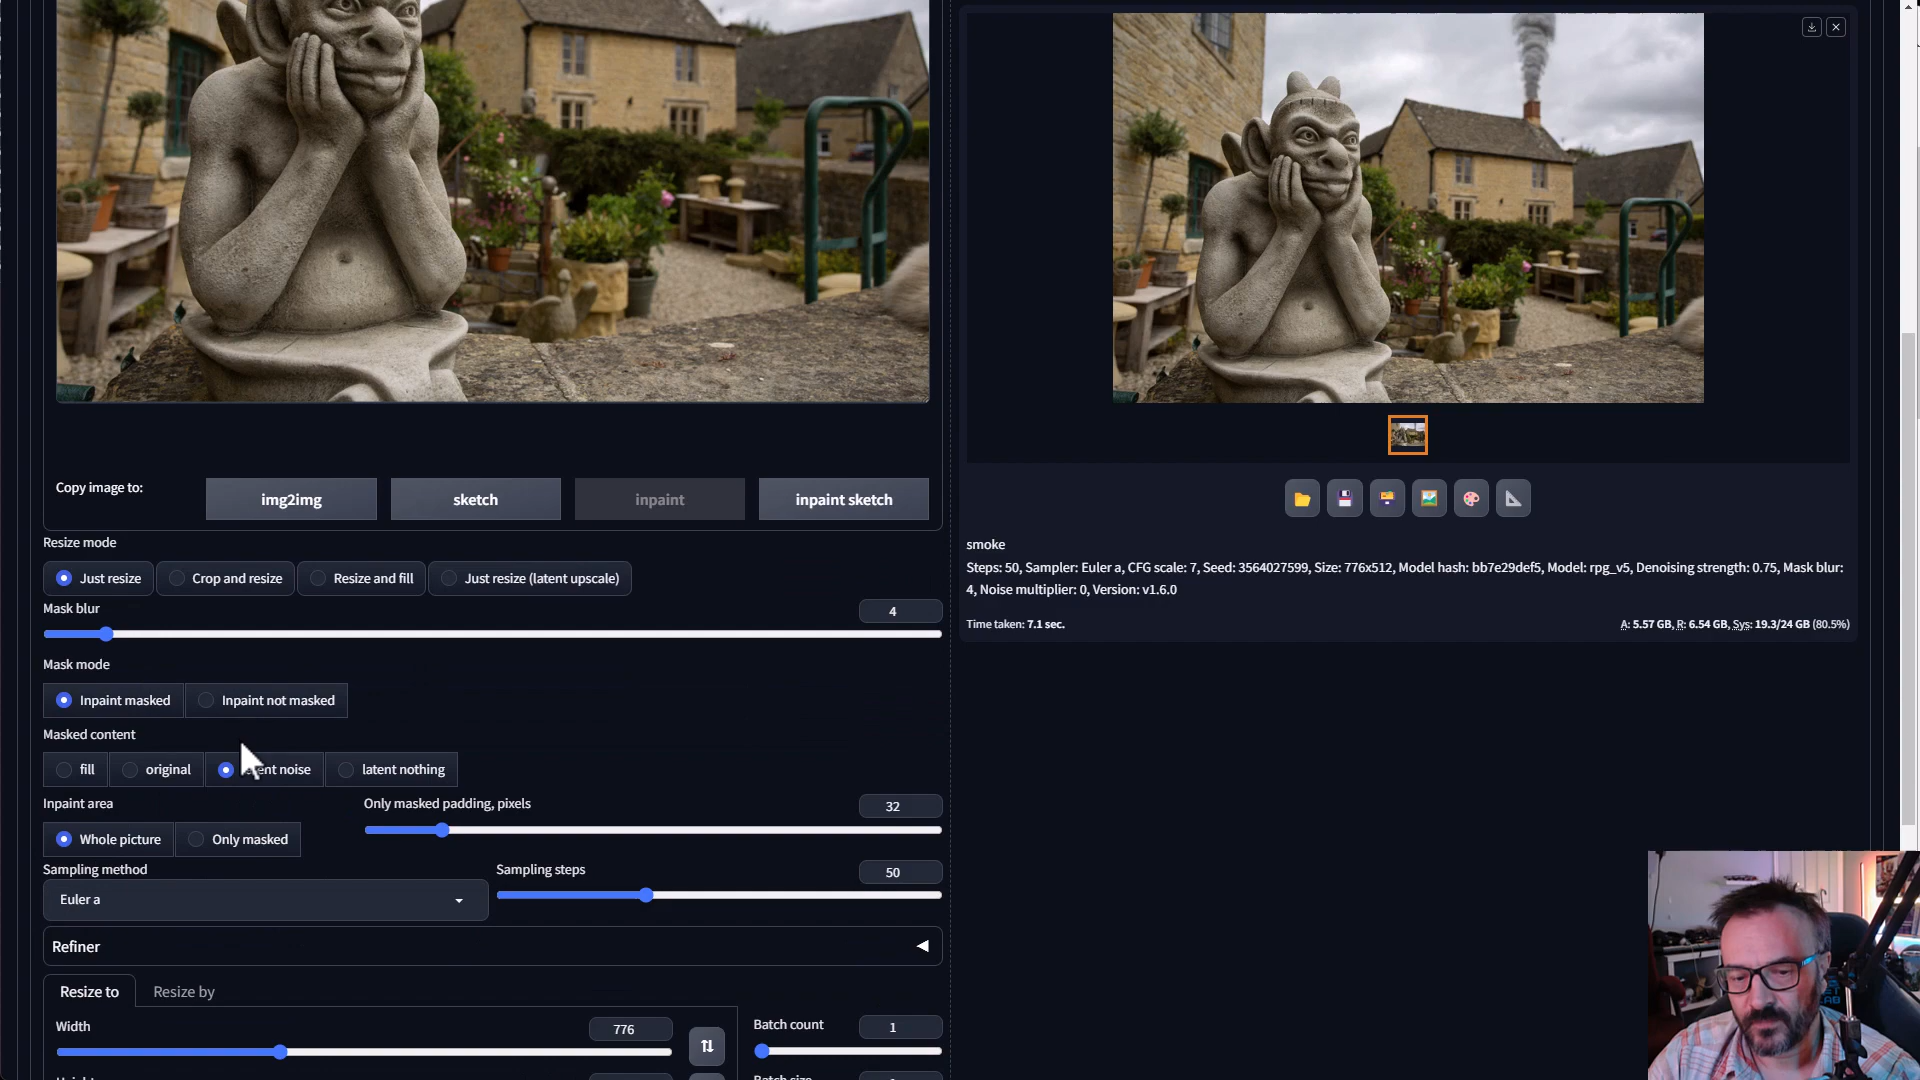 Copy image to:
img2img
sketch
inpaint
inpaint sketch
Resize mode
Just resize
Crop and resize
Resize and fill
Just resize (latent upscale)
Mask blur
4
Mask mode
Inpaint masked
Inpaint not masked
Masked content
fill
original
ent noise
latent nothing
Inpaint area
Whole picture
Only masked
Only masked padding, pixels
32
Sampling method
Euler a
Sampling steps
50
Refiner
Resize to
Resize by
Width
776
Batch count
1
smoke
Steps: 50, Sampler: Euler a, CFG scale: 7, Seed: 3564027599, Size: 776x512, Model hash: bb7e29def5, Model: rpg_v5, Denoising strength: 0.75, Mask blur:
4, Noise multiplier: 0, Version: v1.6.0
Time taken: 7.1 sec.
A: 5.57 GB, R: 6.54 GB, Sys: 19.3/24 GB (80.5%)